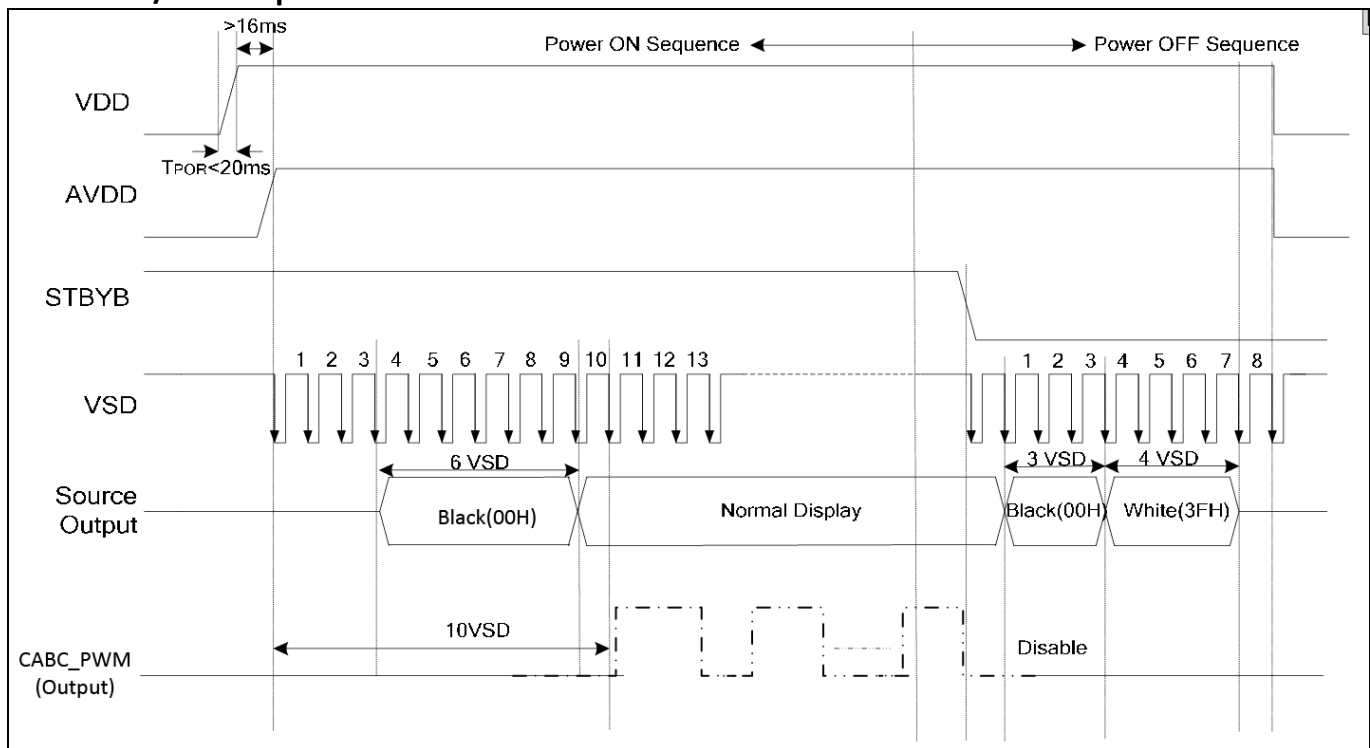 >16ms
Power ON Sequence
Power OFF Sequence
VDD
TPOR<20ms
AVDD
STBYB
1 2 3 4 5 6 7 8 9 10 11 12 13
1 2 3 4 5 6 7 8
VSD
6 VSD
3 VSD
4 VSD
Source
Output
Black(00H)
Normal Display
Black(00H)
White(3FH)
10VSD
Disable
CABC_PWM
(Output)